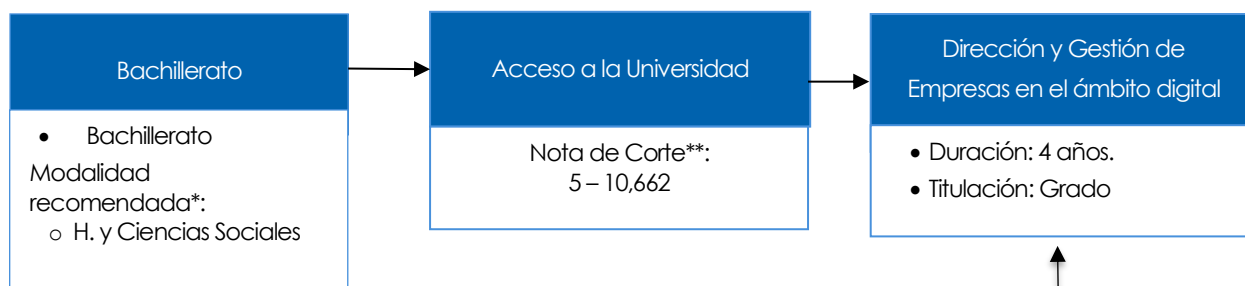 Bachillerato
• Bachillerato
Modalidad
recomendada*:
o H. y Ciencias Sociales
Acceso a la Universidad
Nota de Corte**:
5 – 10,662
Dirección y Gestión de
Empresas en el ámbito digital
• Duración: 4 años.
• Titulación: Grado